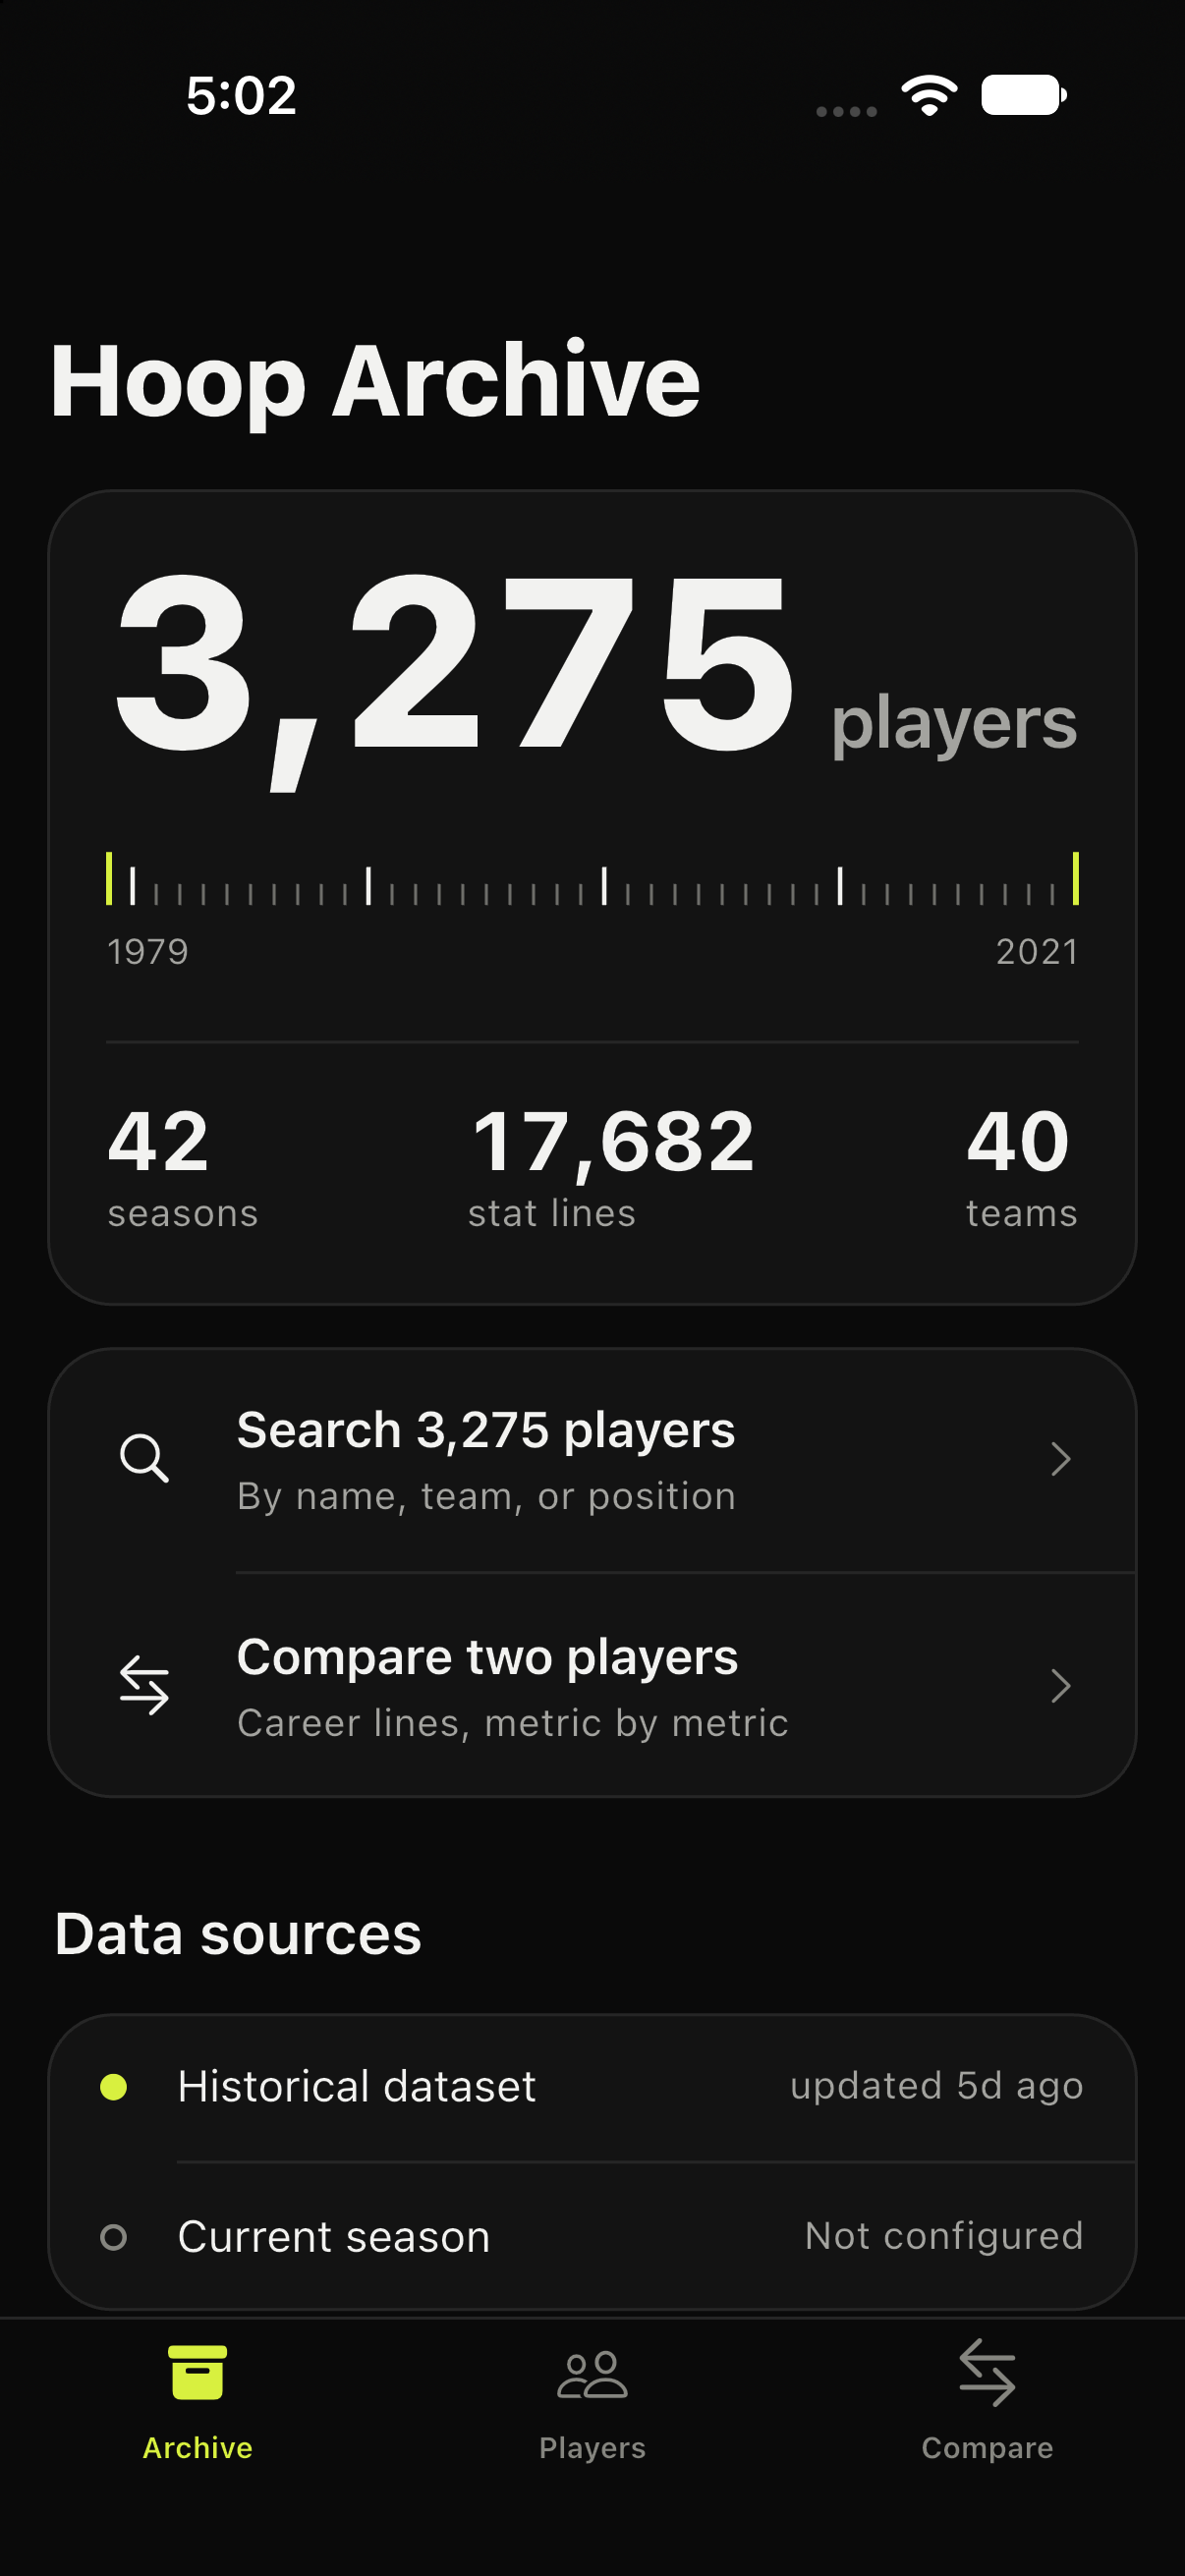 5:02
Hoop Archive
3,275 players
1979 2021
42 17,682 40
seasons stat lines teams
Search 3,275 players
By name, team, or position
Compare two players
Career lines, metric by metric
Data sources
Historical dataset updated 5d ago
Current season Not configured
Archive Players Compare